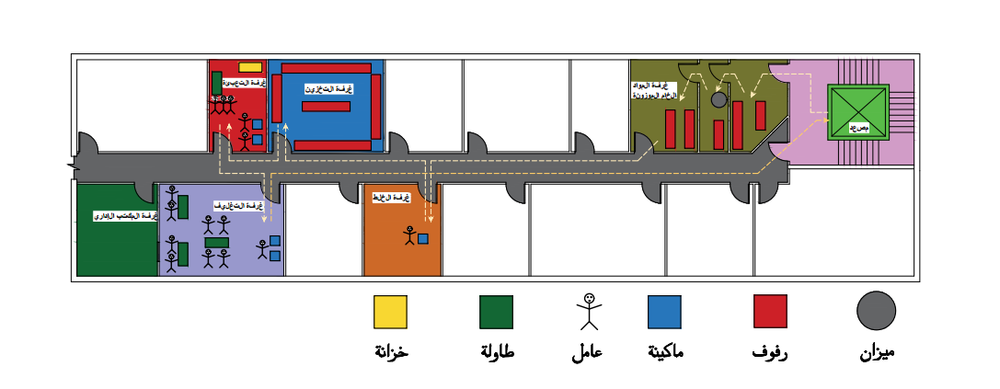 غرفة التعبئة
غرفة التخزين
غرفة المواد
الخام الموزونة
مصعد
غرفة المكتب الإداري
غرفة التغليف
غرفة الخلط
خزانة
طاولة
عامل
ماكينة
رفوف
ميزان